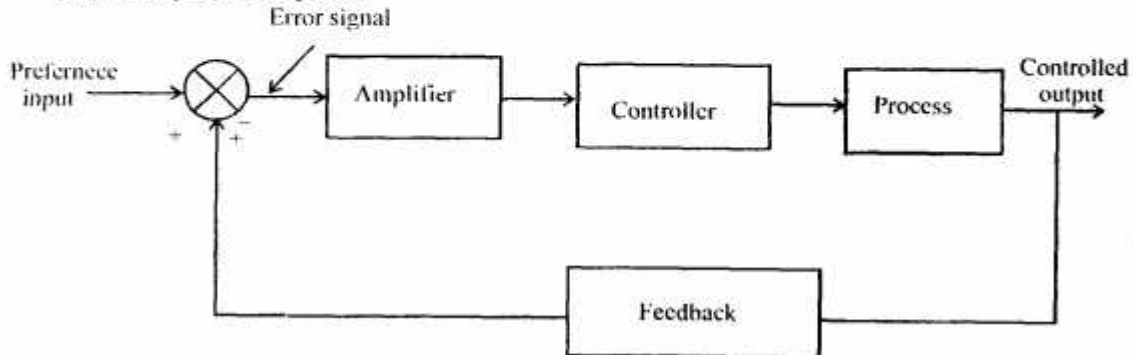 Error signal
Prefernece
input
+
−
+
Amplifier
Controller
Process
Controlled
output
Feedback